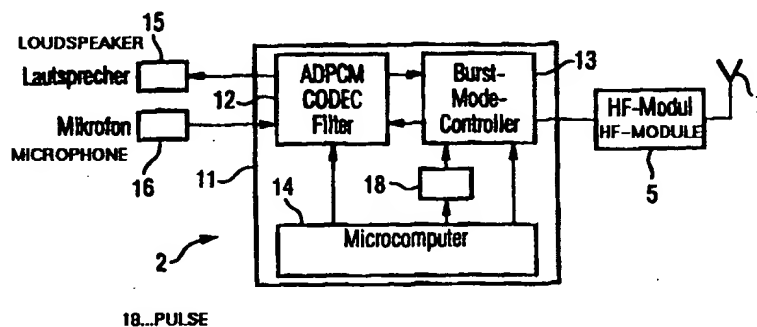 15
LOUDSPEAKER
Lautsprecher
12
ADPCM
CODEC
Filter
Burst-
Mode-
Controller
13
HF-Modul
HF-MODULE
5
Mikrofon
MICROPHONE
16
11
14
18
Microcomputer
2
18...PULSE